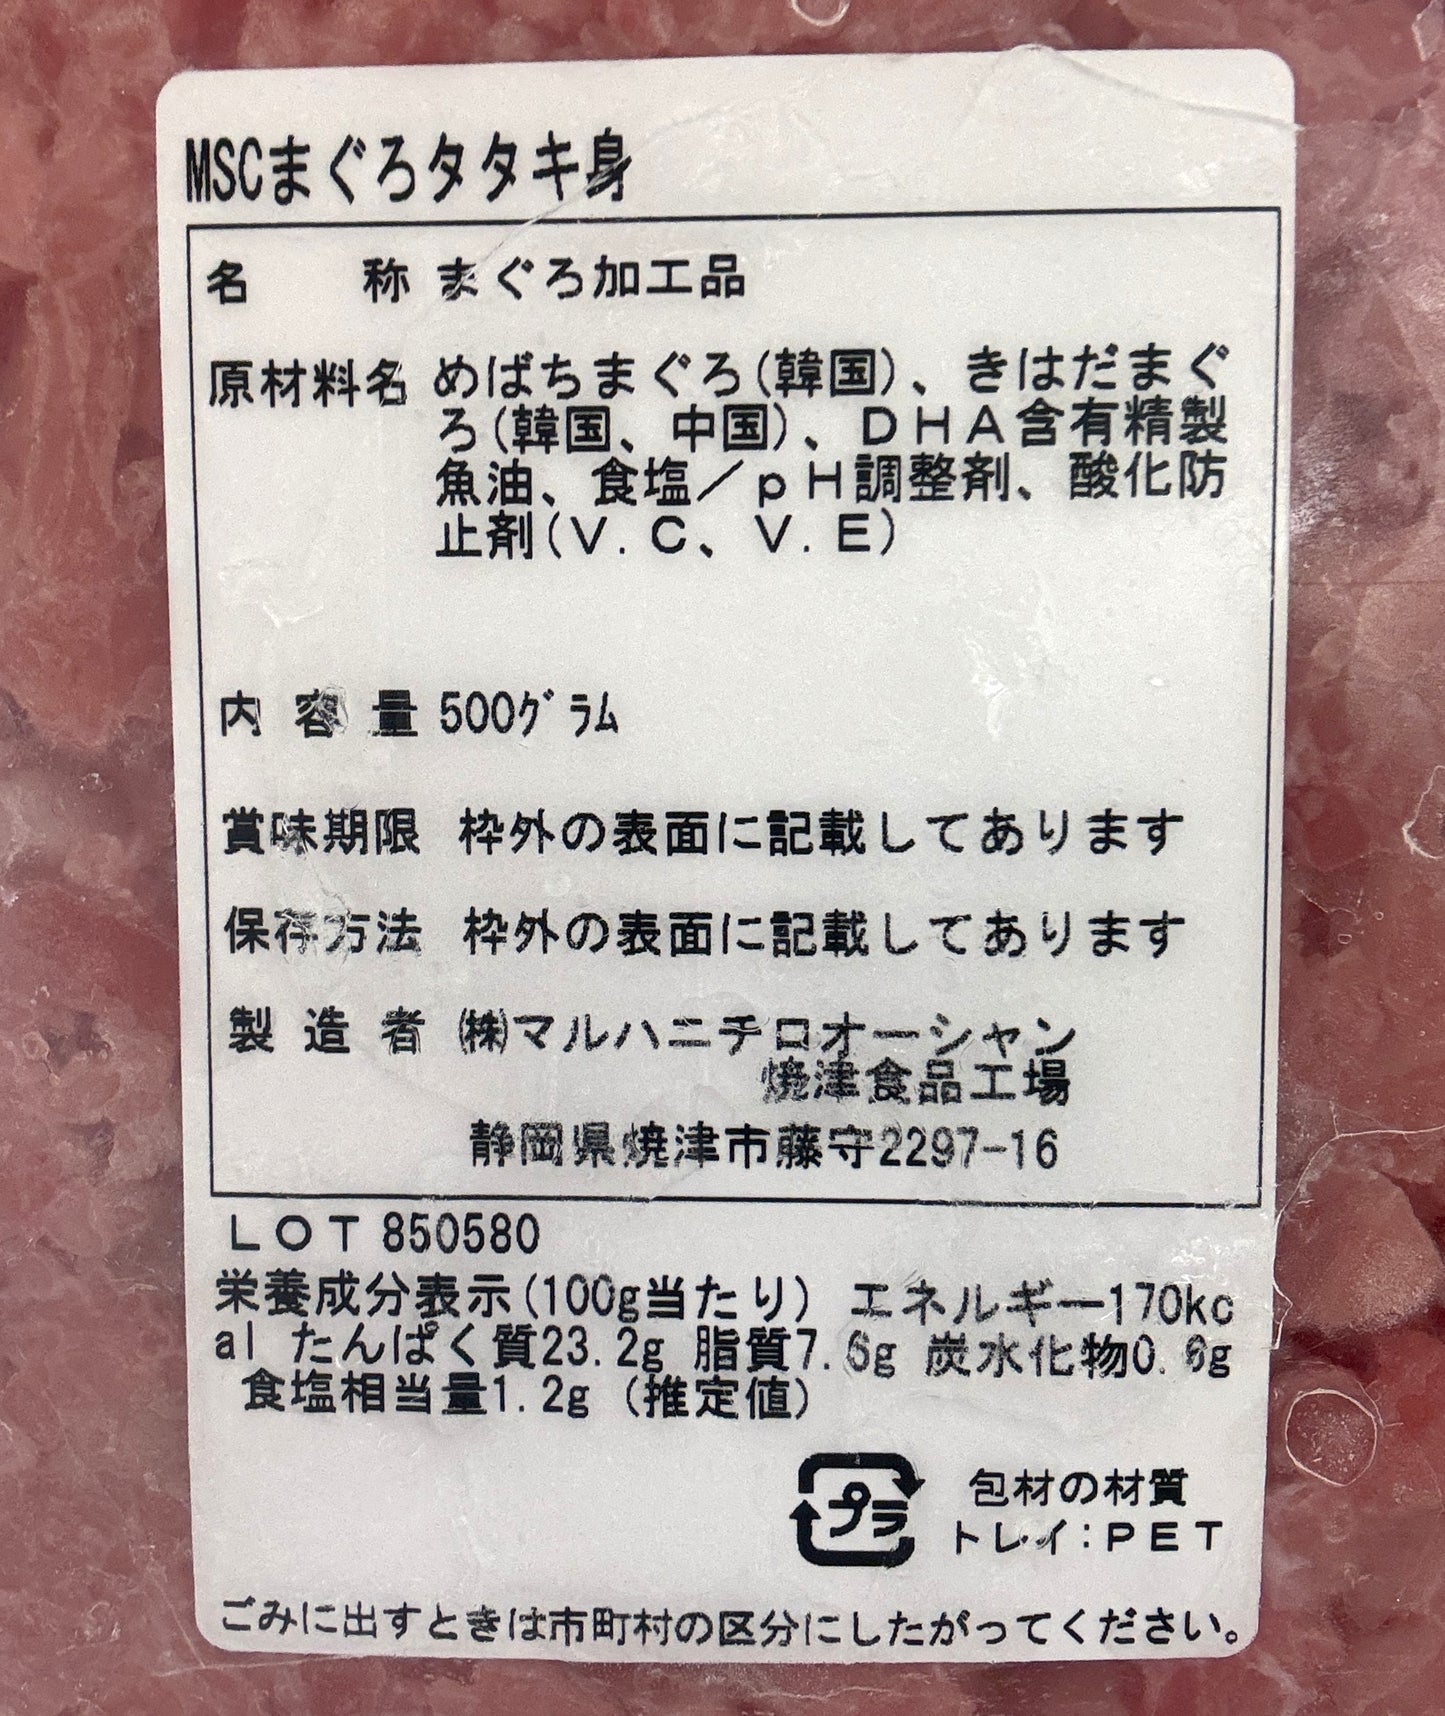 MSCまぐろタタキ身
名　　称 まぐろ加工品
原材料名 めばちまぐろ(韓国)、きはだまぐ
ろ(韓国、中国)、ＤＨＡ含有精製
魚油、食塩／ｐＨ調整剤、酸化防
止剤(Ｖ.Ｃ、Ｖ.Ｅ)
内容量 500ｸﾞﾗﾑ
賞味期限 枠外の表面に記載してあります
保存方法 枠外の表面に記載してあります
製造者 ㈱マルハニチロオーシャン
焼津食品工場
静岡県焼津市藤守2297-16
ＬＯＴ 850580
栄養成分表示(100g当たり) エネルギー170kc
al たんぱく質23.2g 脂質7.6g 炭水化物0.6g
食塩相当量1.2g (推定値)
プラ 包材の材質
トレイ:ＰＥＴ
ごみに出すときは市町村の区分にしたがってください。